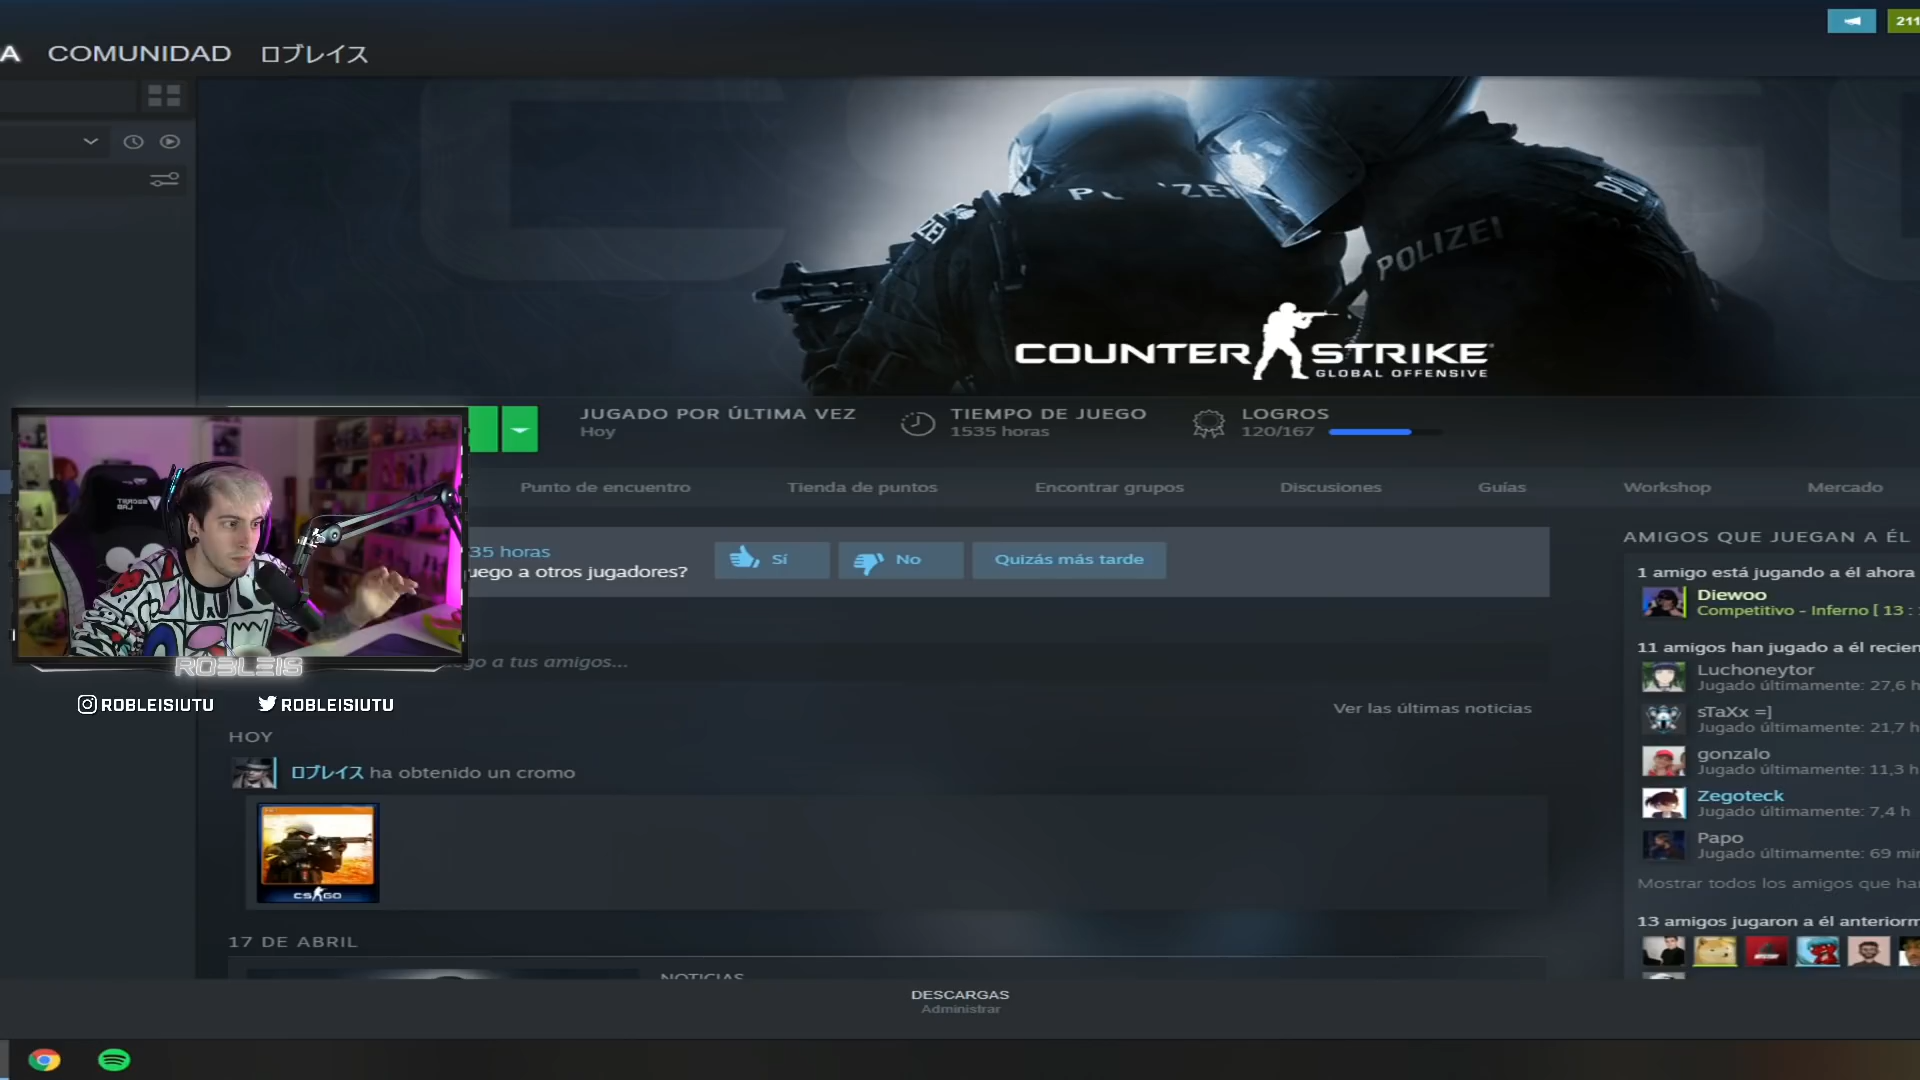 A COMUNIDAD ロブレイス
211
POLIZEI
COUNTER STRIKE
GLOBAL OFFENSIVE
JUGADO POR ÚLTIMA VEZ
Hoy
TIEMPO DE JUEGO
1535 horas
LOGROS
120/167
Punto de encuentro Tienda de puntos Encontrar grupos Discusiones Guías Workshop Mercado
35 horas
uego a otros jugadores?
Sí
No
Quizás más tarde
go a tus amigos...
SECRET LAB
ROBLEIS
ROBLEISIUTU ROBLEISIUTU
Ver las últimas noticias
HOY
ロブレイス ha obtenido un cromo
CS GO
17 DE ABRIL
NOTICIAS
AMIGOS QUE JUEGAN A ÉL
1 amigo está jugando a él ahora
Diewoo
Competitivo - Inferno [ 13 :
11 amigos han jugado a él recien
Luchoneytor
Jugado últimamente: 27,6 h
sTaXx =]
Jugado últimamente: 21,7 h
gonzalo
Jugado últimamente: 11,3 h
Zegoteck
Jugado últimamente: 7,4 h
Papo
Jugado últimamente: 69 min
Mostrar todos los amigos que han
13 amigos jugaron a él anteriorm
DESCARGAS
Administrar